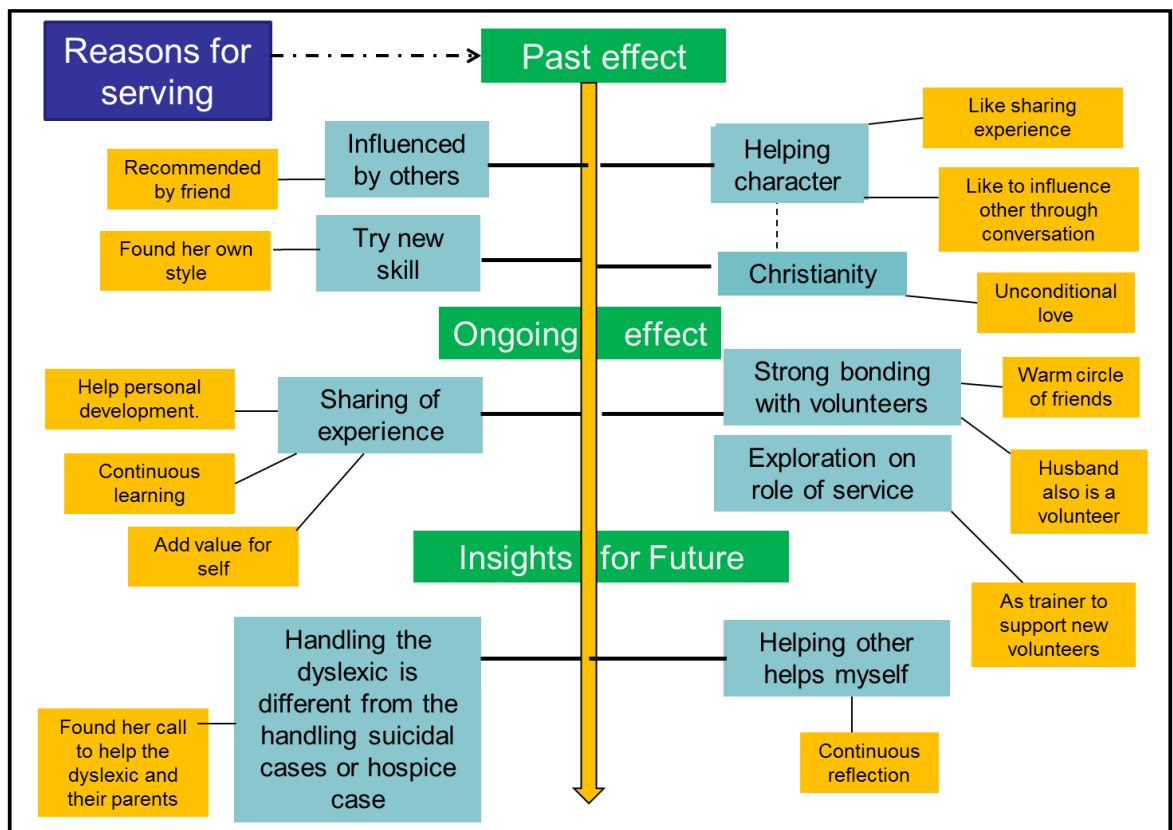 Reasons for
serving
Past effect
Like sharing
experience
Influenced
by others
Helping
character
Recommended
by friend
Like to influence
other through
conversation
Try new
skill
Found her own
style
Christianity
Unconditional
love
Ongoing effect
Help personal
development.
Sharing of
experience
Strong bonding
with volunteers
Warm circle
of friends
Continuous
learning
Exploration on
role of service
Husband
also is a
volunteer
Add value for
self
Insights for Future
As trainer to
support new
volunteers
Handling the
dyslexic is
different from the
handling suicidal
cases or hospice
case
Helping other
helps myself
Found her call
to help the
dyslexic and
their parents
Continuous
reflection